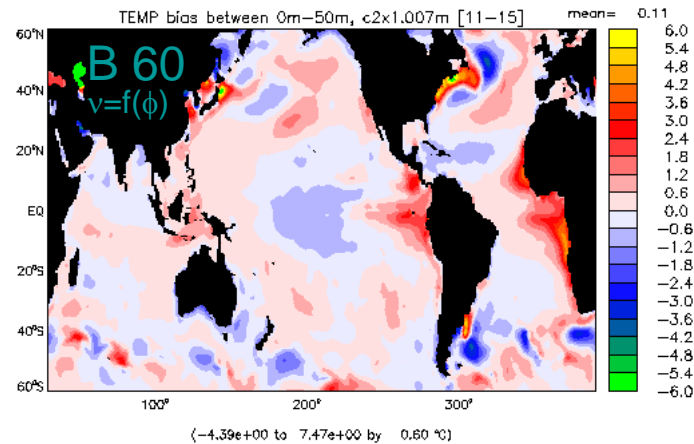 TEMP bias between 0m-50m, c2x1.007m [11-15]
mean= 0.11
B 60
ν=f(ϕ)
60°N
40°N
20°N
EQ
20°S
40°S
60°S
100°
200°
300°
6.0
5.4
4.8
4.2
3.6
3.0
2.4
1.8
1.2
0.6
0.0
-0.6
-1.2
-1.8
-2.4
-3.0
-3.6
-4.2
-4.8
-5.4
-6.0
(-4.39e+00 to 7.47e+00 by 0.60 °C)